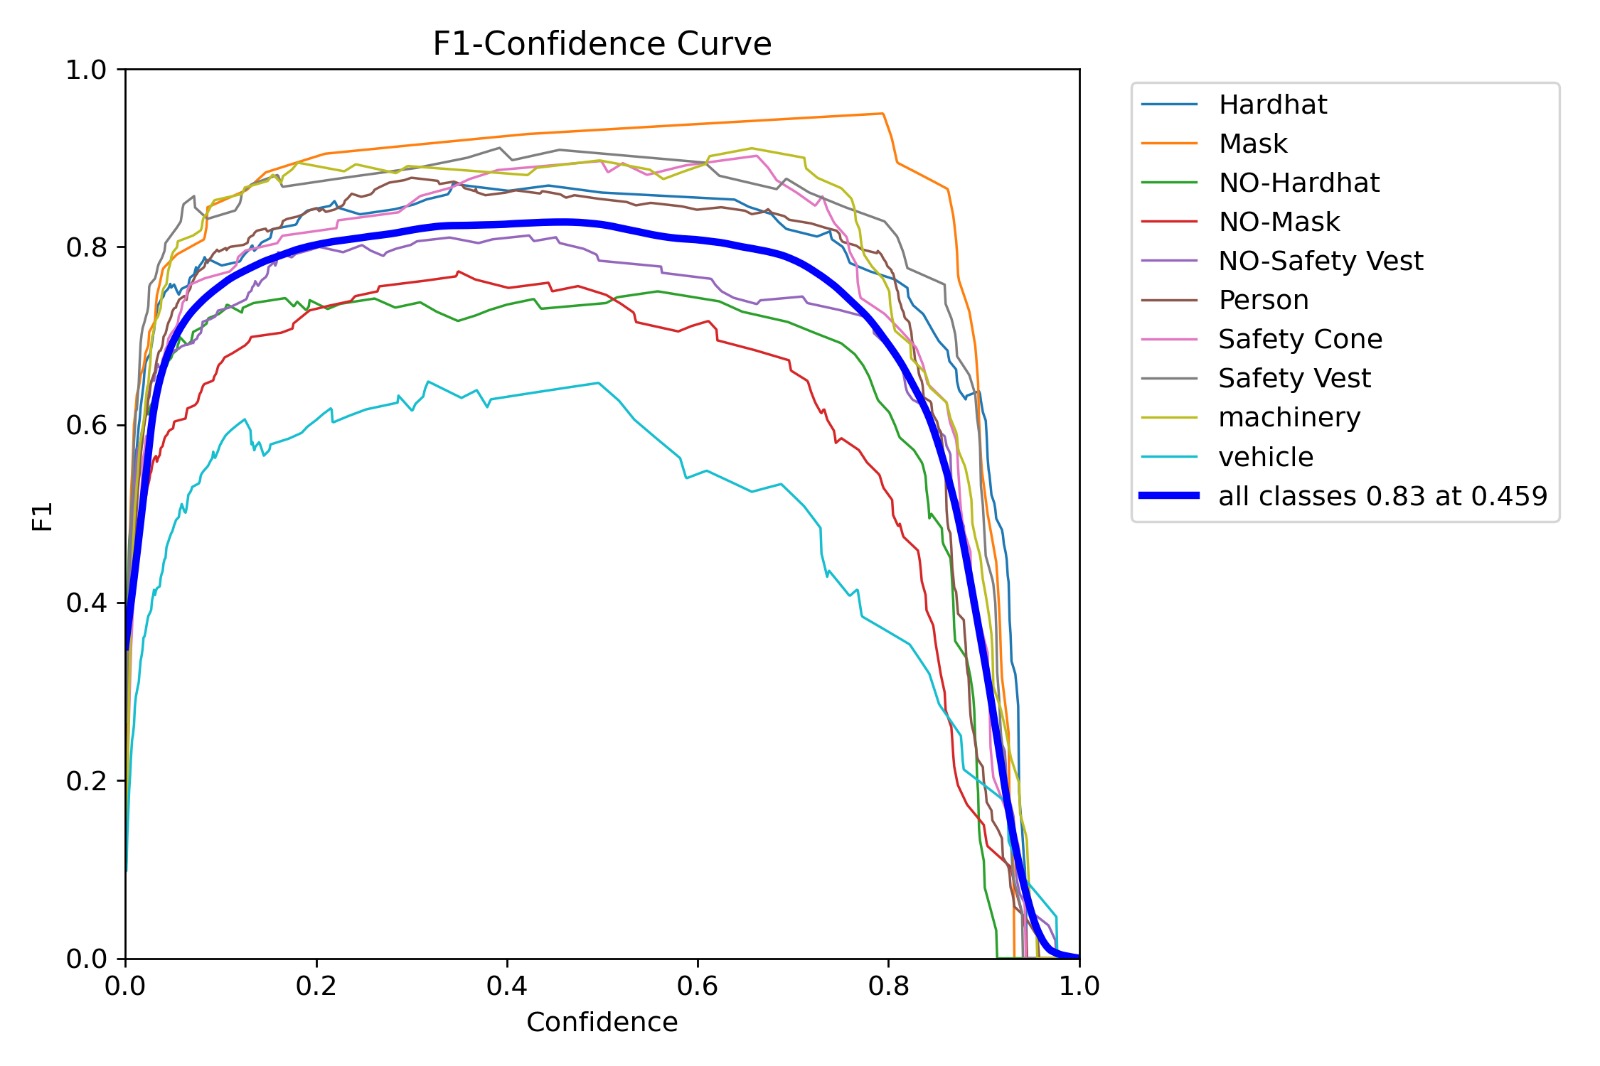 F1-Confidence Curve
1.0
0.8
0.6
0.4
0.2
0.0
F1
0.0 0.2 0.4 0.6 0.8 1.0
Confidence
Hardhat
Mask
NO-Hardhat
NO-Mask
NO-Safety Vest
Person
Safety Cone
Safety Vest
machinery
vehicle
all classes 0.83 at 0.459